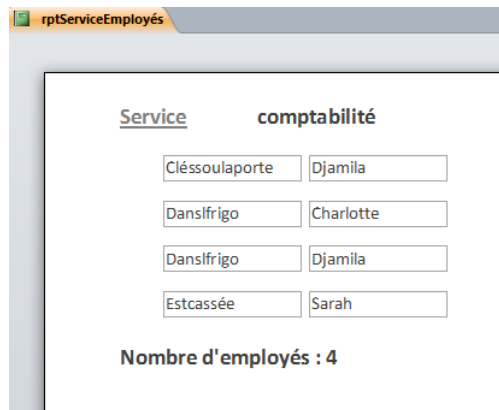 rptServiceEmployés
Service comptabilité
Cléssoulaporte Djamila
Danslfrigo Charlotte
Danslfrigo Djamila
Estcassée Sarah
Nombre d'employés : 4